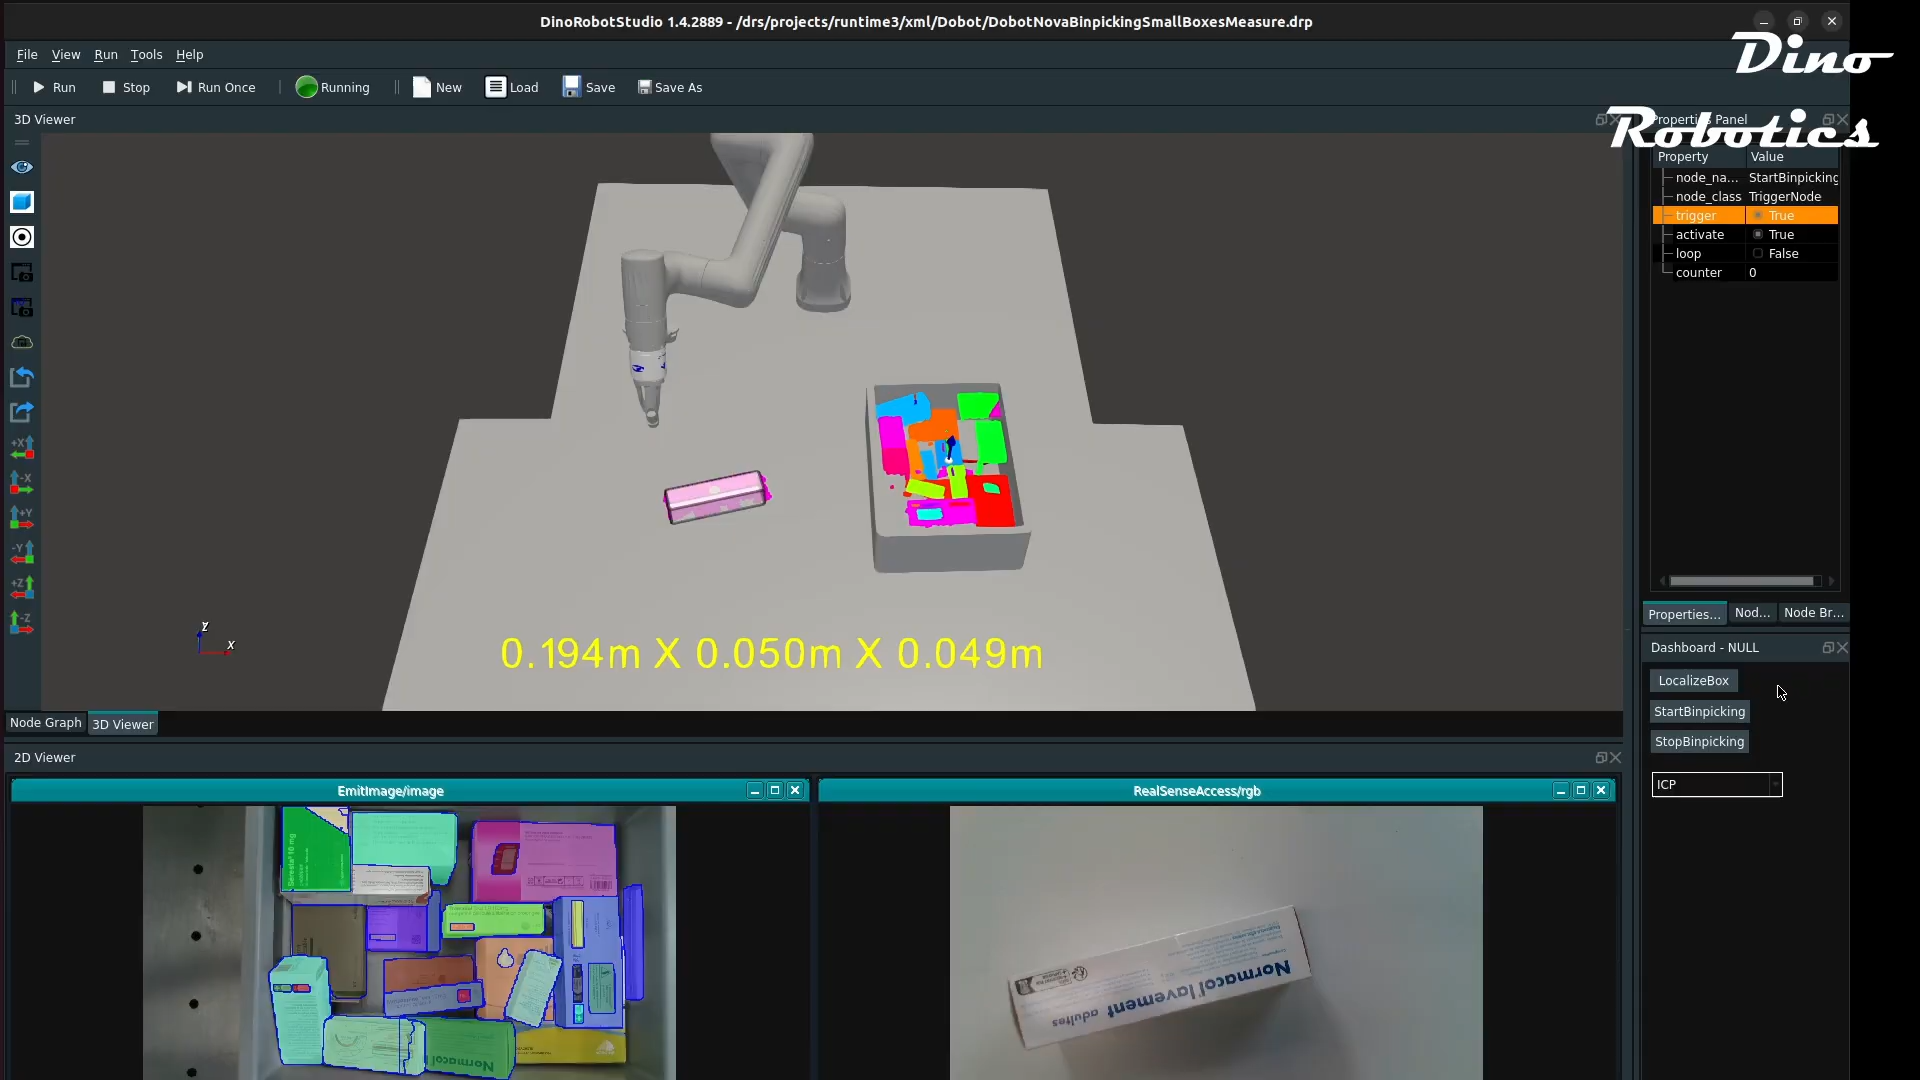 DinoRobotStudio 1.4.2889 - /drs/projects/runtime3/xml/Dobot/DobotNovaBinpickingSmallBoxesMeasure.drp
Dino
Robotics
File View Run Tools Help
Run Stop Run Once Running New Load Save Save As
3D Viewer
Properti Panel
Property Value
node_na... StartBinpicking
node_class TriggerNode
trigger True
activate True
loop False
counter 0
+X
-X
+Y
-Y
+Z
-Z
Z
X
0.194m X 0.050m X 0.049m
Properties... Nod... Node Br...
Dashboard - NULL
LocalizeBox
StartBinpicking
StopBinpicking
ICP
Node Graph 3D Viewer
2D Viewer
EmitImage/image
RealSenseAccess/rgb
Normacol
Normacol lavement
adultes